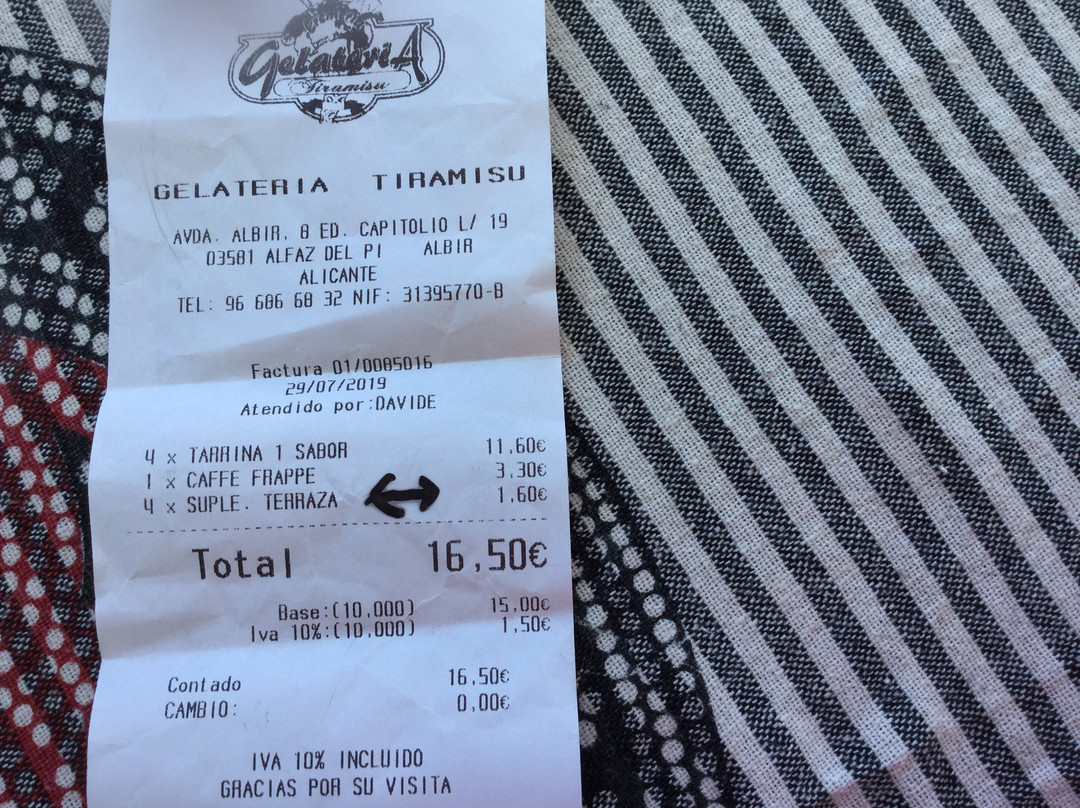 GelateriA
Tiramisu
GELATERIA TIRAMISU
AVDA. ALBIR, 8 ED. CAPITOLIO L/ 19
03581 ALFAZ DEL PI ALBIR
ALICANTE
TEL: 96 686 68 32 NIF: 31395770-B
Factura 01/0085016
29/07/2019
Atendido por:DAVIDE
4 x TARRINA 1 SABOR 11,60€
1 x CAFFE FRAPPE 3,30€
4 x SUPLE. TERRAZA 1,60€
Total 16,50€
Base:(10,000) 15,00€
Iva 10%:(10,000) 1,50€
Contado 16,50€
CAMBIO: 0,00€
IVA 10% INCLUIDO
GRACIAS POR SU VISITA